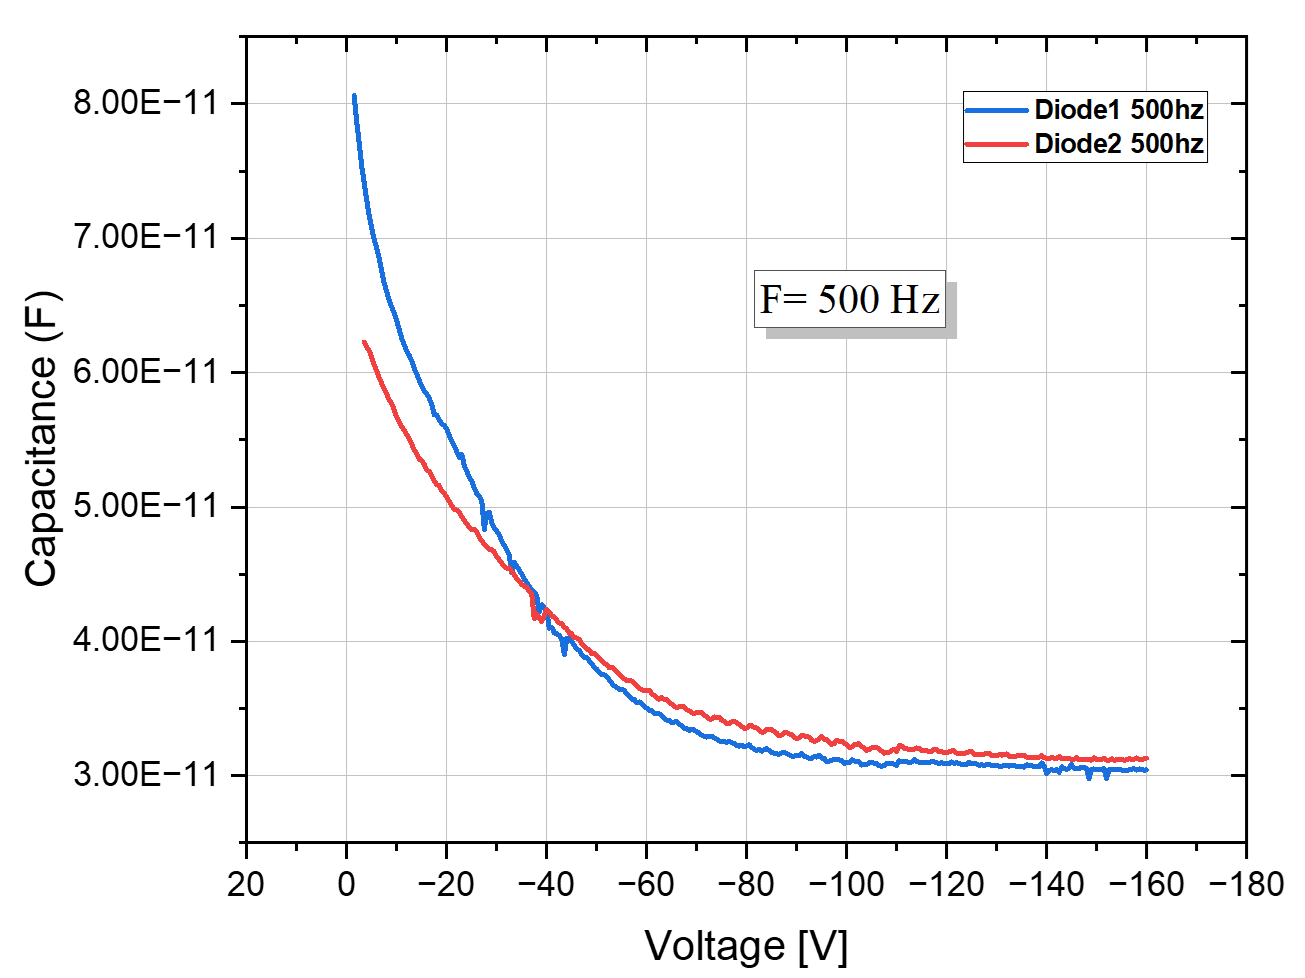 Diode1 500hz
Diode2 500hz
F= 500 Hz
Capacitance (F)
8.00E−11
7.00E−11
6.00E−11
5.00E−11
4.00E−11
3.00E−11
20 0 −20 −40 −60 −80 −100 −120 −140 −160 −180
Voltage [V]